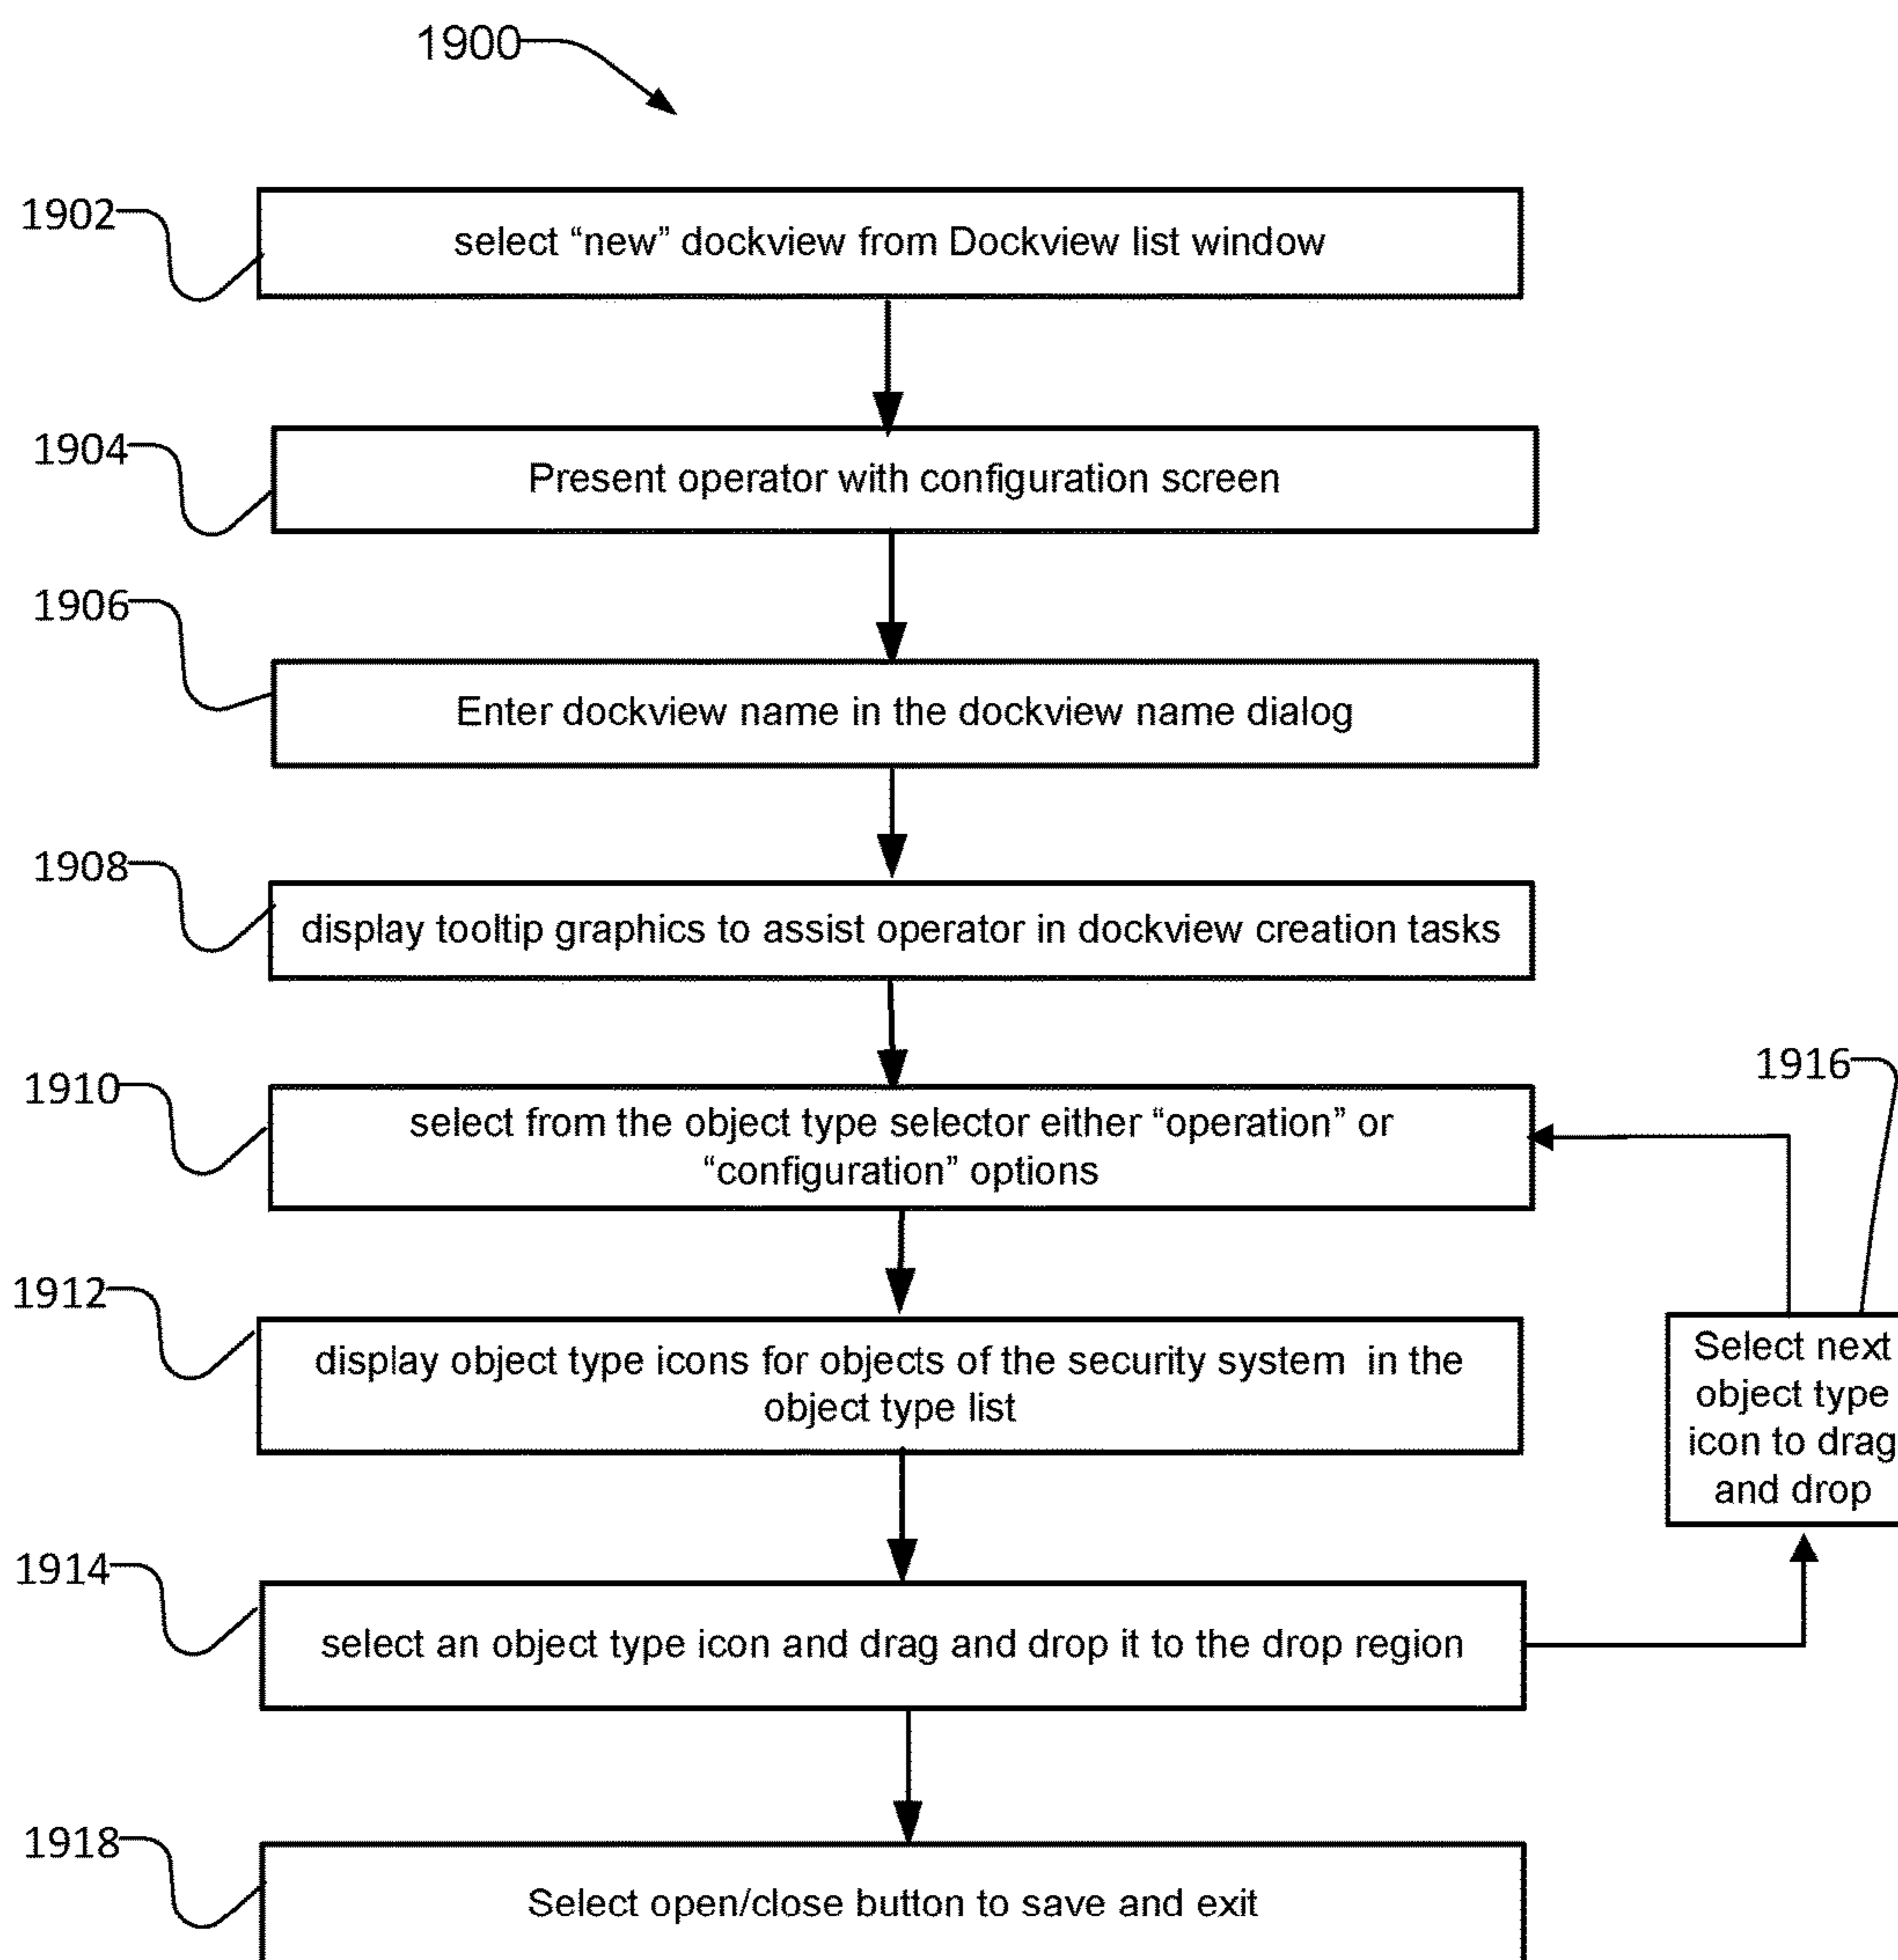 1900
1902
select “new” dockview from Dockview list window
1904
Present operator with configuration screen
1906
Enter dockview name in the dockview name dialog
1908
display tooltip graphics to assist operator in dockview creation tasks
1910
select from the object type selector either “operation” or
“configuration” options
1916
1912
display object type icons for objects of the security system in the
object type list
Select next
object type
icon to drag
and drop
1914
select an object type icon and drag and drop it to the drop region
1918
Select open/close button to save and exit